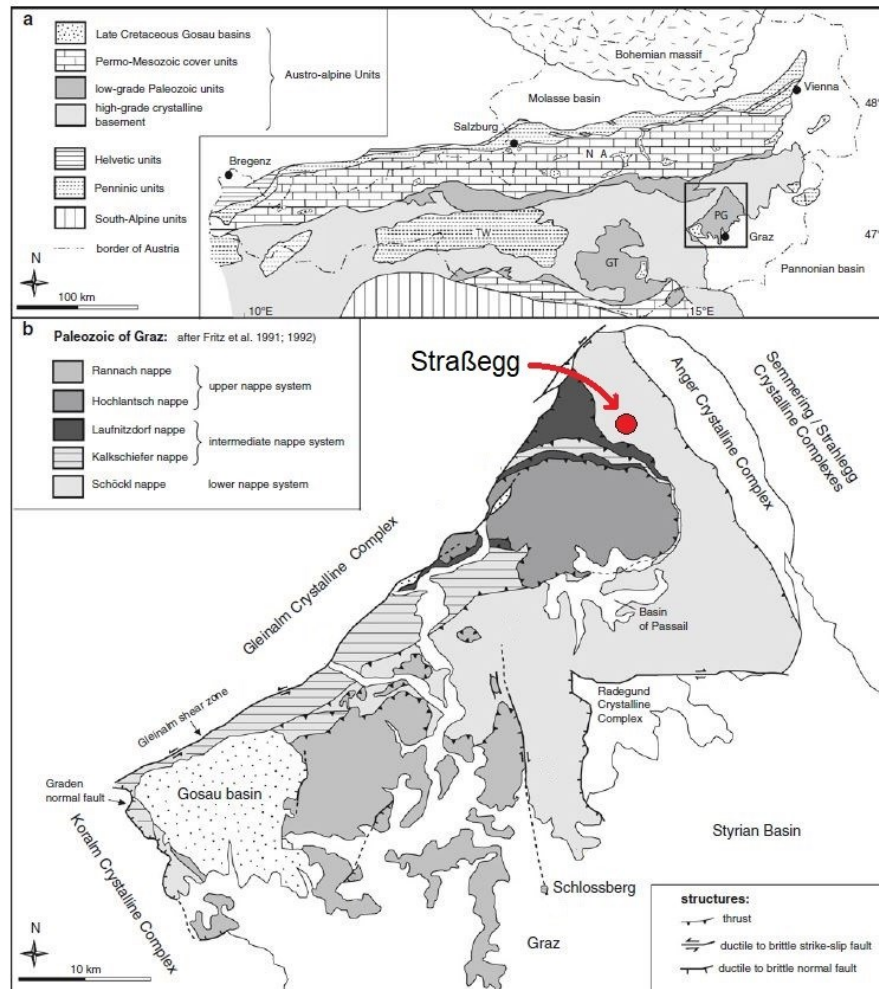 a
Late Cretaceous Gosau basins
Permo-Mesozoic cover units
low-grade Paleozoic units
high-grade crystalline
basement
Austro-alpine Units
Helvetic units
Penninic units
South-Alpine units
border of Austria
N
100 km
Bohemian massif
Molasse basin
Vienna
48°
Salzburg
Bregenz
N A
PG
Graz
47°
TW
GT
Pannonian basin
10°E
15°E
b
Paleozoic of Graz: after Fritz et al. 1991; 1992)
Rannach nappe
Hochlantsch nappe
upper nappe system
Laufnitzdorf nappe
Kalkschiefer nappe
intermediate nappe system
Schöckl nappe
lower nappe system
Straßegg
Anger Crystalline Complex
Semmering / Strahlegg
Crystalline Complexes
Gleinalm Crystalline Complex
Basin
of Passail
Gleinalm shear zone
Radegund
Crystalline
Complex
Graden
normal fault
Gosau basin
Koralm Crystalline Complex
Styrian Basin
Schlossberg
Graz
N
10 km
structures:
thrust
ductile to brittle strike-slip fault
ductile to brittle normal fault